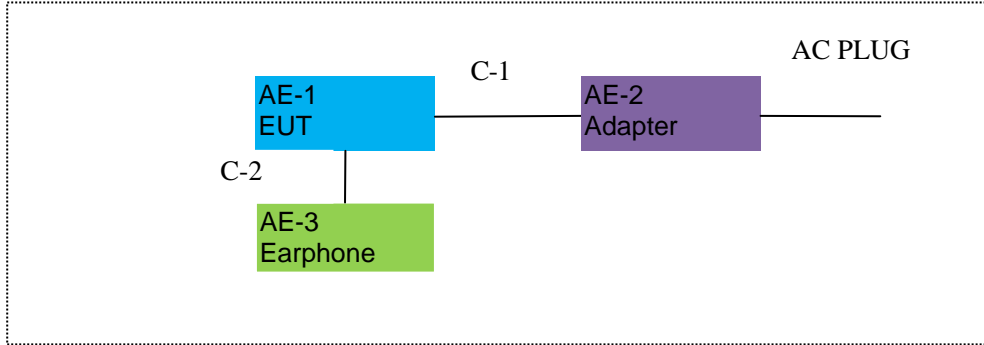 AC PLUG
C-1
AE-1
EUT
AE-2
Adapter
C-2
AE-3
Earphone